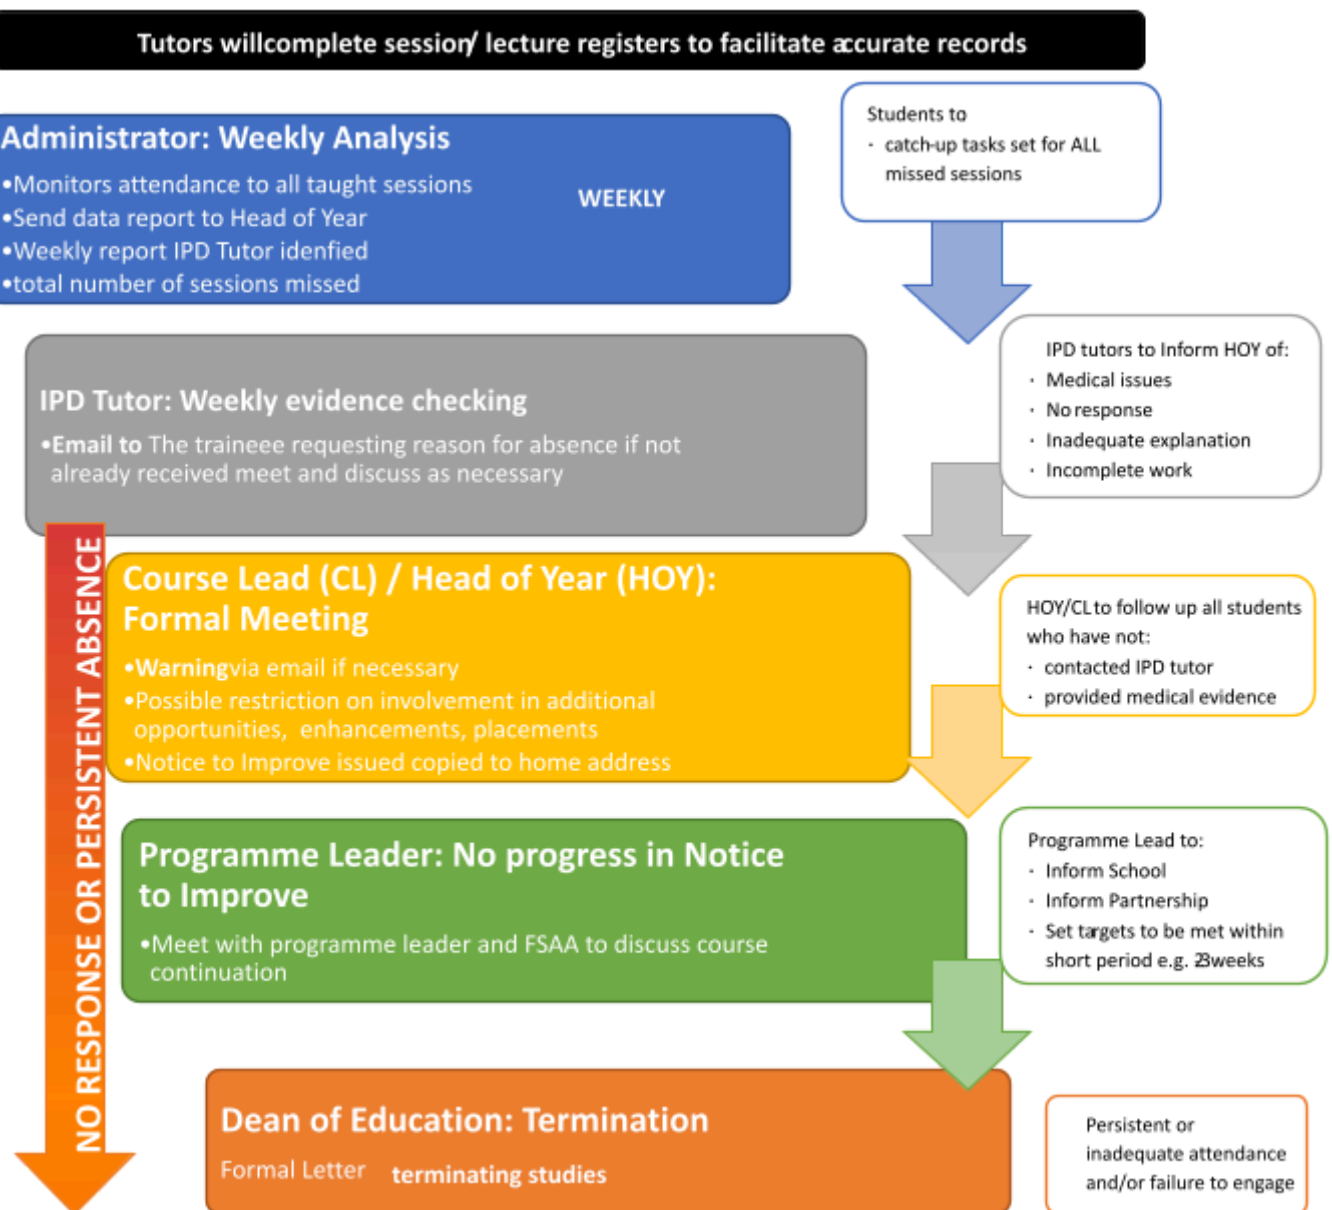 Tutors willcomplete session/ lecture registers to facilitate accurate records
Administrator: Weekly Analysis
•Monitors attendance to all taught sessions
•Send data report to Head of Year
•Weekly report IPD Tutor idenfied
•total number of sessions missed
WEEKLY
Students to
· catch-up tasks set for ALL
missed sessions
IPD Tutor: Weekly evidence checking
•Email to The traineee requesting reason for absence if not
already received meet and discuss as necessary
IPD tutors to Inform HOY of:
· Medical issues
· No response
· Inadequate explanation
· Incomplete work
NO RESPONSE OR PERSISTENT ABSENCE
Course Lead (CL) / Head of Year (HOY):
Formal Meeting
•Warningvia email if necessary
•Possible restriction on involvement in additional
opportunities, enhancements, placements
•Notice to Improve issued copied to home address
HOY/CL to follow up all students
who have not:
· contacted IPD tutor
· provided medical evidence
Programme Leader: No progress in Notice
to Improve
•Meet with programme leader and FSAA to discuss course
continuation
Programme Lead to:
· Inform School
· Inform Partnership
· Set targets to be met within
short period e.g. 23weeks
Dean of Education: Termination
Formal Letter terminating studies
Persistent or
inadequate attendance
and/or failure to engage